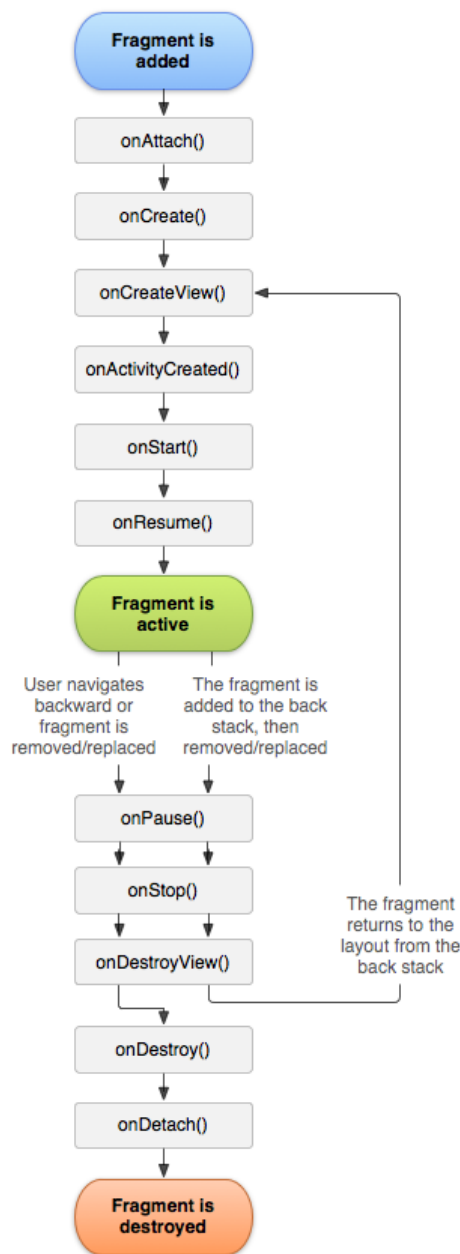 Fragment is
added
onAttach()
onCreate()
onCreateView()
onActivityCreated()
onStart()
onResume()
Fragment is
active
User navigates
backward or
fragment is
removed/replaced
The fragment is
added to the back
stack, then
removed/replaced
onPause()
onStop()
The fragment
returns to the
layout from the
back stack
onDestroyView()
onDestroy()
onDetach()
Fragment is
destroyed